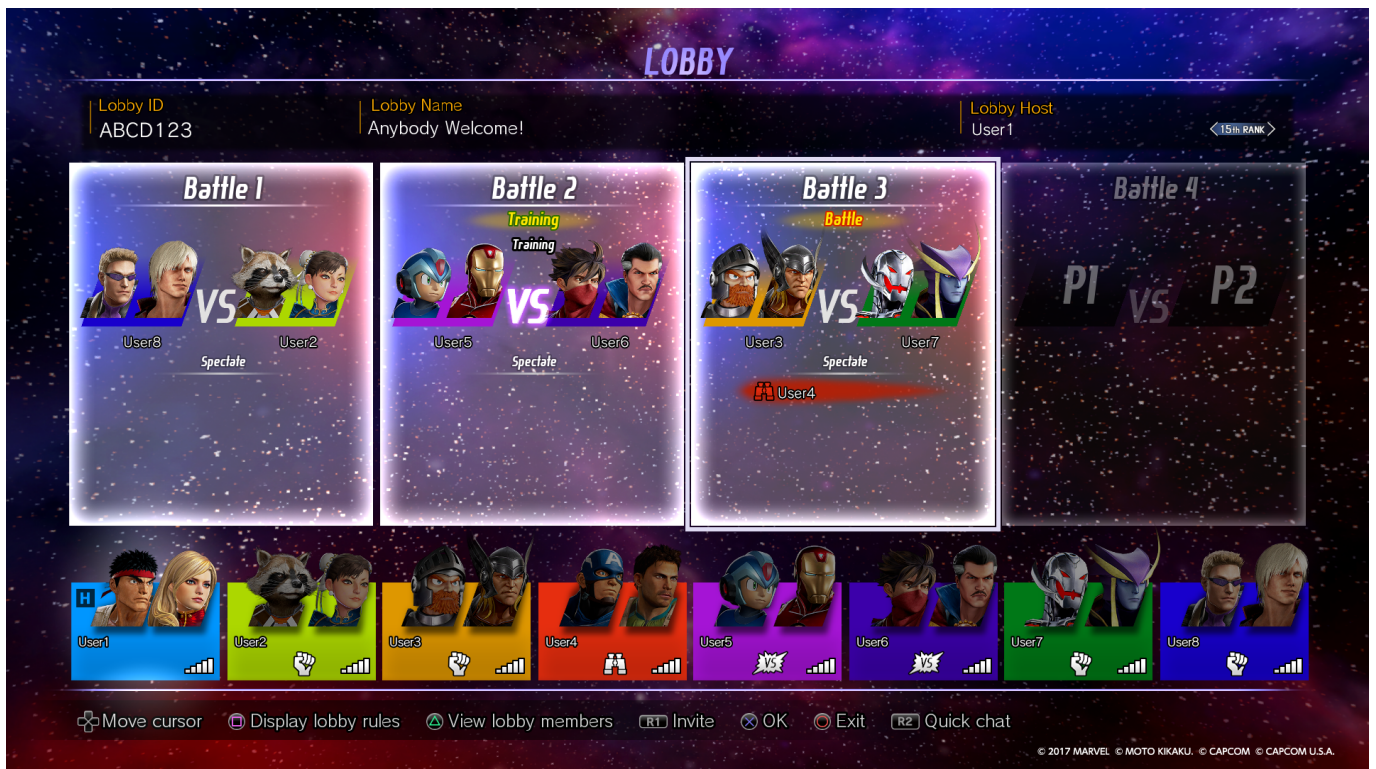 LOBBY
Lobby ID
ABCD123
Lobby Name
Anybody Welcome!
Lobby Host
User1
15th RANK
Battle 1
VS
User8 User2
Spectate
Battle 2
Training
Training
VS
User5 User6
Spectate
Battle 3
Battle
VS
User3 User7
Spectate
User4
Battle 4
P1 VS P2
H
User1
User2
User3
User4
User5
VS
User6
VS
User7
User8
Move cursor Display lobby rules View lobby members R1 Invite OK Exit R2 Quick chat
© 2017 MARVEL © MOTO KIKAKU. © CAPCOM © CAPCOM U.S.A.